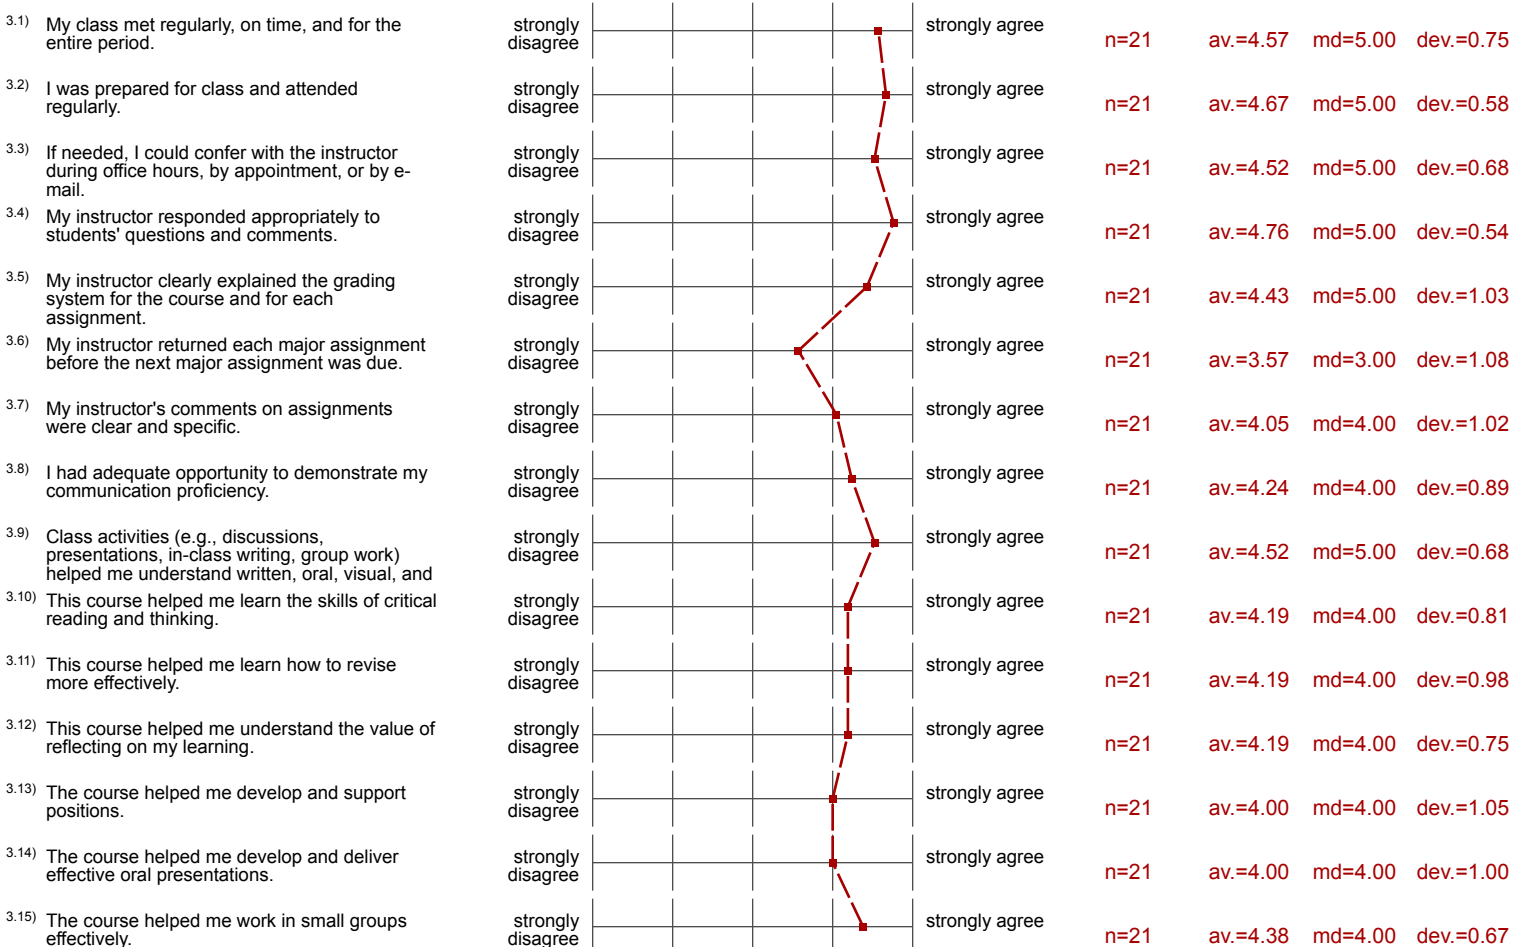 3.1) My class met regularly, on time, and for the
entire period.
strongly
disagree
strongly agree
n=21 av.=4.57 md=5.00 dev.=0.75
3.2) I was prepared for class and attended
regularly.
strongly
disagree
strongly agree
n=21 av.=4.67 md=5.00 dev.=0.58
3.3) If needed, I could confer with the instructor
during office hours, by appointment, or by e-
mail.
strongly
disagree
strongly agree
n=21 av.=4.52 md=5.00 dev.=0.68
3.4) My instructor responded appropriately to
students' questions and comments.
strongly
disagree
strongly agree
n=21 av.=4.76 md=5.00 dev.=0.54
3.5) My instructor clearly explained the grading
system for the course and for each
assignment.
strongly
disagree
strongly agree
n=21 av.=4.43 md=5.00 dev.=1.03
3.6) My instructor returned each major assignment
before the next major assignment was due.
strongly
disagree
strongly agree
n=21 av.=3.57 md=3.00 dev.=1.08
3.7) My instructor's comments on assignments
were clear and specific.
strongly
disagree
strongly agree
n=21 av.=4.05 md=4.00 dev.=1.02
3.8) I had adequate opportunity to demonstrate my
communication proficiency.
strongly
disagree
strongly agree
n=21 av.=4.24 md=4.00 dev.=0.89
3.9) Class activities (e.g., discussions,
presentations, in-class writing, group work)
helped me understand written, oral, visual, and
strongly
disagree
strongly agree
n=21 av.=4.52 md=5.00 dev.=0.68
3.10) This course helped me learn the skills of critical
reading and thinking.
strongly
disagree
strongly agree
n=21 av.=4.19 md=4.00 dev.=0.81
3.11) This course helped me learn how to revise
more effectively.
strongly
disagree
strongly agree
n=21 av.=4.19 md=4.00 dev.=0.98
3.12) This course helped me understand the value of
reflecting on my learning.
strongly
disagree
strongly agree
n=21 av.=4.19 md=4.00 dev.=0.75
3.13) The course helped me develop and support
positions.
strongly
disagree
strongly agree
n=21 av.=4.00 md=4.00 dev.=1.05
3.14) The course helped me develop and deliver
effective oral presentations.
strongly
disagree
strongly agree
n=21 av.=4.00 md=4.00 dev.=1.00
3.15) The course helped me work in small groups
effectively.
strongly
disagree
strongly agree
n=21 av.=4.38 md=4.00 dev.=0.67